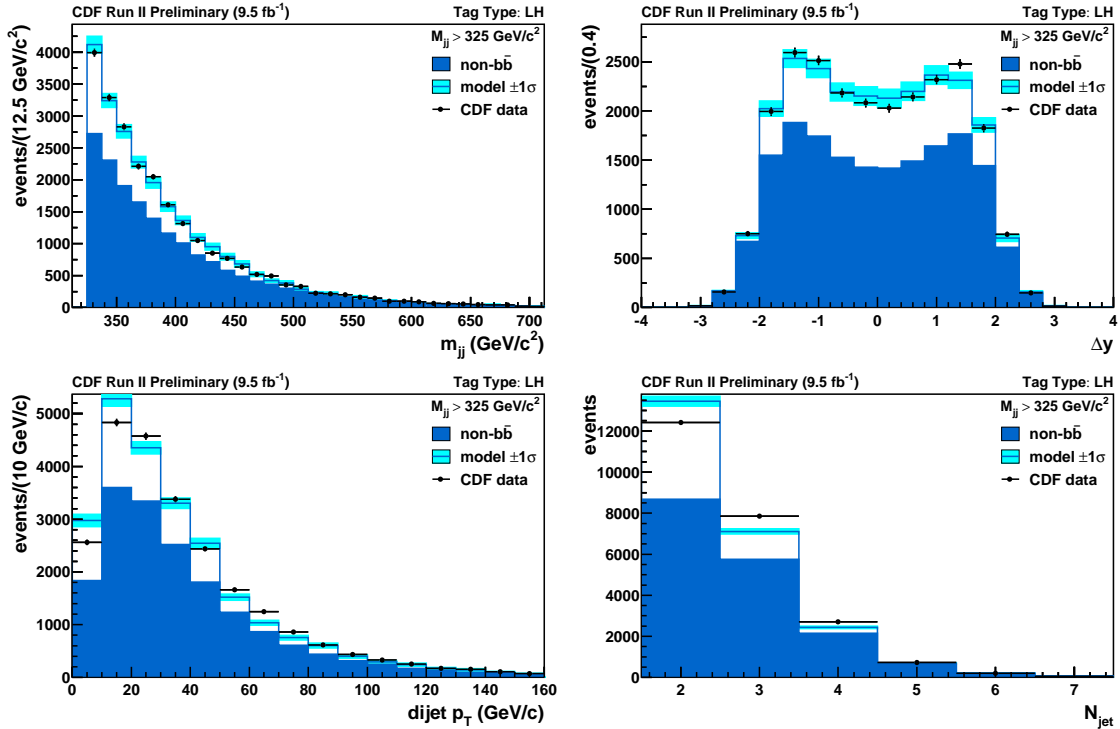 CDF Run II Preliminary (9.5 fb⁻¹) Tag Type: LH
M_jj > 325 GeV/c²
non-bb̄
model ±1σ
CDF data
events/(12.5 GeV/c²)
4000
3500
3000
2500
2000
1500
1000
500
0
350 400 450 500 550 600 650 700
m_jj (GeV/c²)
CDF Run II Preliminary (9.5 fb⁻¹) Tag Type: LH
M_jj > 325 GeV/c²
non-bb̄
model ±1σ
CDF data
events/(0.4)
2500
2000
1500
1000
500
0
-4 -3 -2 -1 0 1 2 3 4
Δy
CDF Run II Preliminary (9.5 fb⁻¹) Tag Type: LH
M_jj > 325 GeV/c²
non-bb̄
model ±1σ
CDF data
events/(10 GeV/c)
5000
4000
3000
2000
1000
0
0 20 40 60 80 100 120 140 160
dijet p_T (GeV/c)
CDF Run II Preliminary (9.5 fb⁻¹) Tag Type: LH
M_jj > 325 GeV/c²
non-bb̄
model ±1σ
CDF data
events
12000
10000
8000
6000
4000
2000
0
2 3 4 5 6 7
N_jet